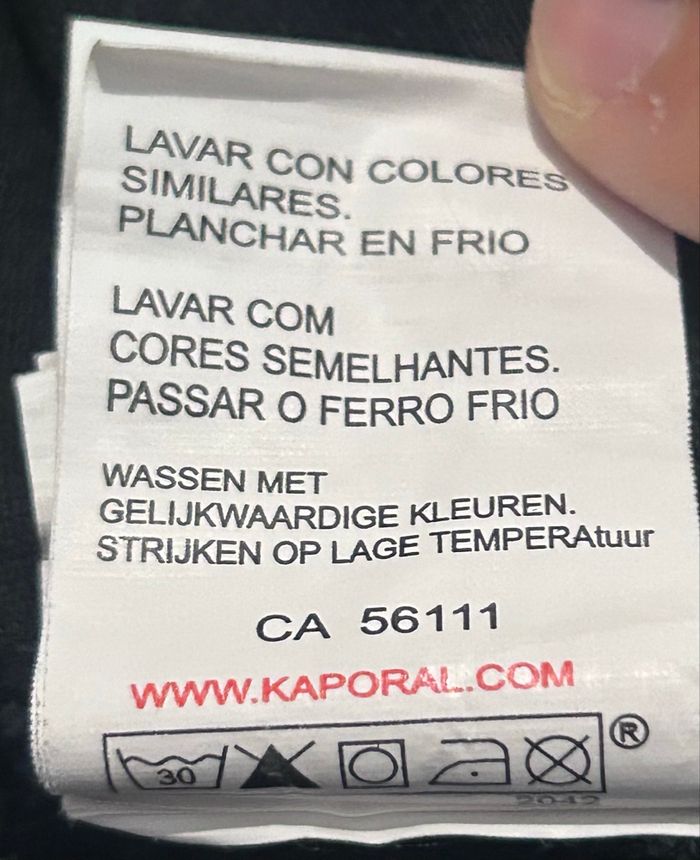 LAVAR CON COLORES
SIMILARES.
PLANCHAR EN FRIO
LAVAR COM
CORES SEMELHANTES.
PASSAR O FERRO FRIO
WASSEN MET
GELIJKWAARDIGE KLEUREN.
STRIJKEN OP LAGE TEMPERAtuur
CA 56111
WWW.KAPORAL.COM
30 ®